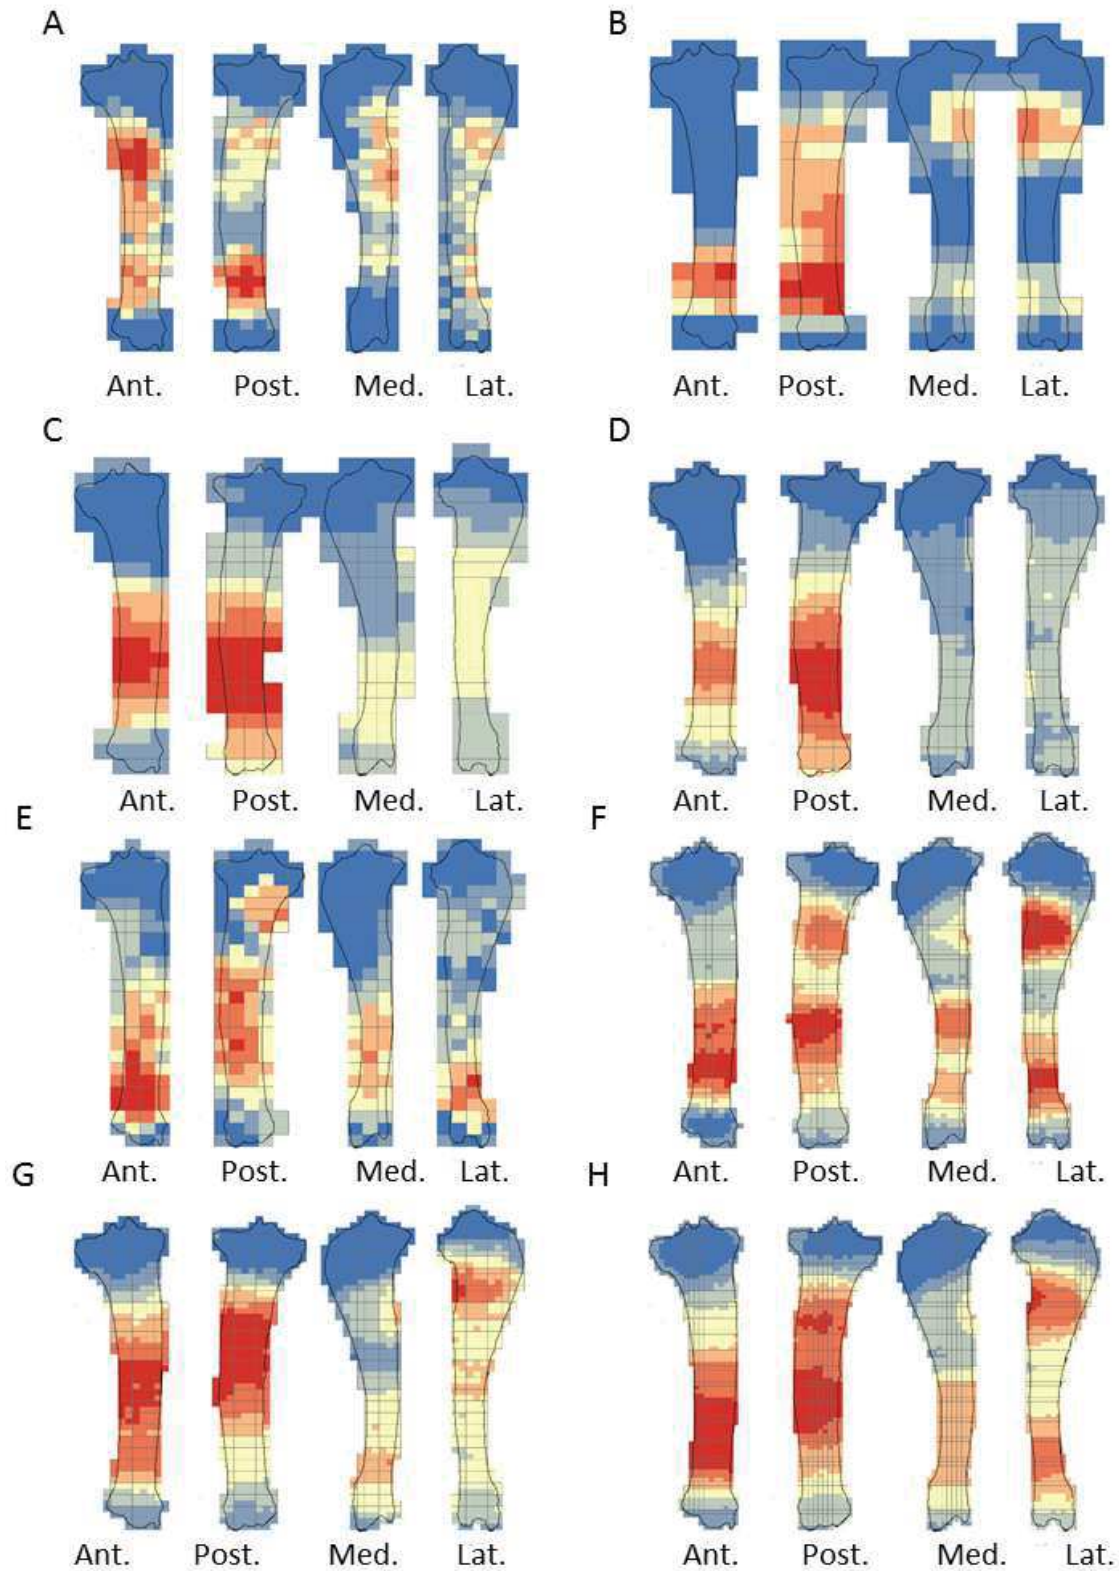 A B
Ant. Post. Med. Lat. Ant. Post. Med. Lat.
C D
Ant. Post. Med. Lat. Ant. Post. Med. Lat.
E F
Ant. Post. Med. Lat. Ant. Post. Med. Lat.
G H
Ant. Post. Med. Lat. Ant. Post. Med. Lat.